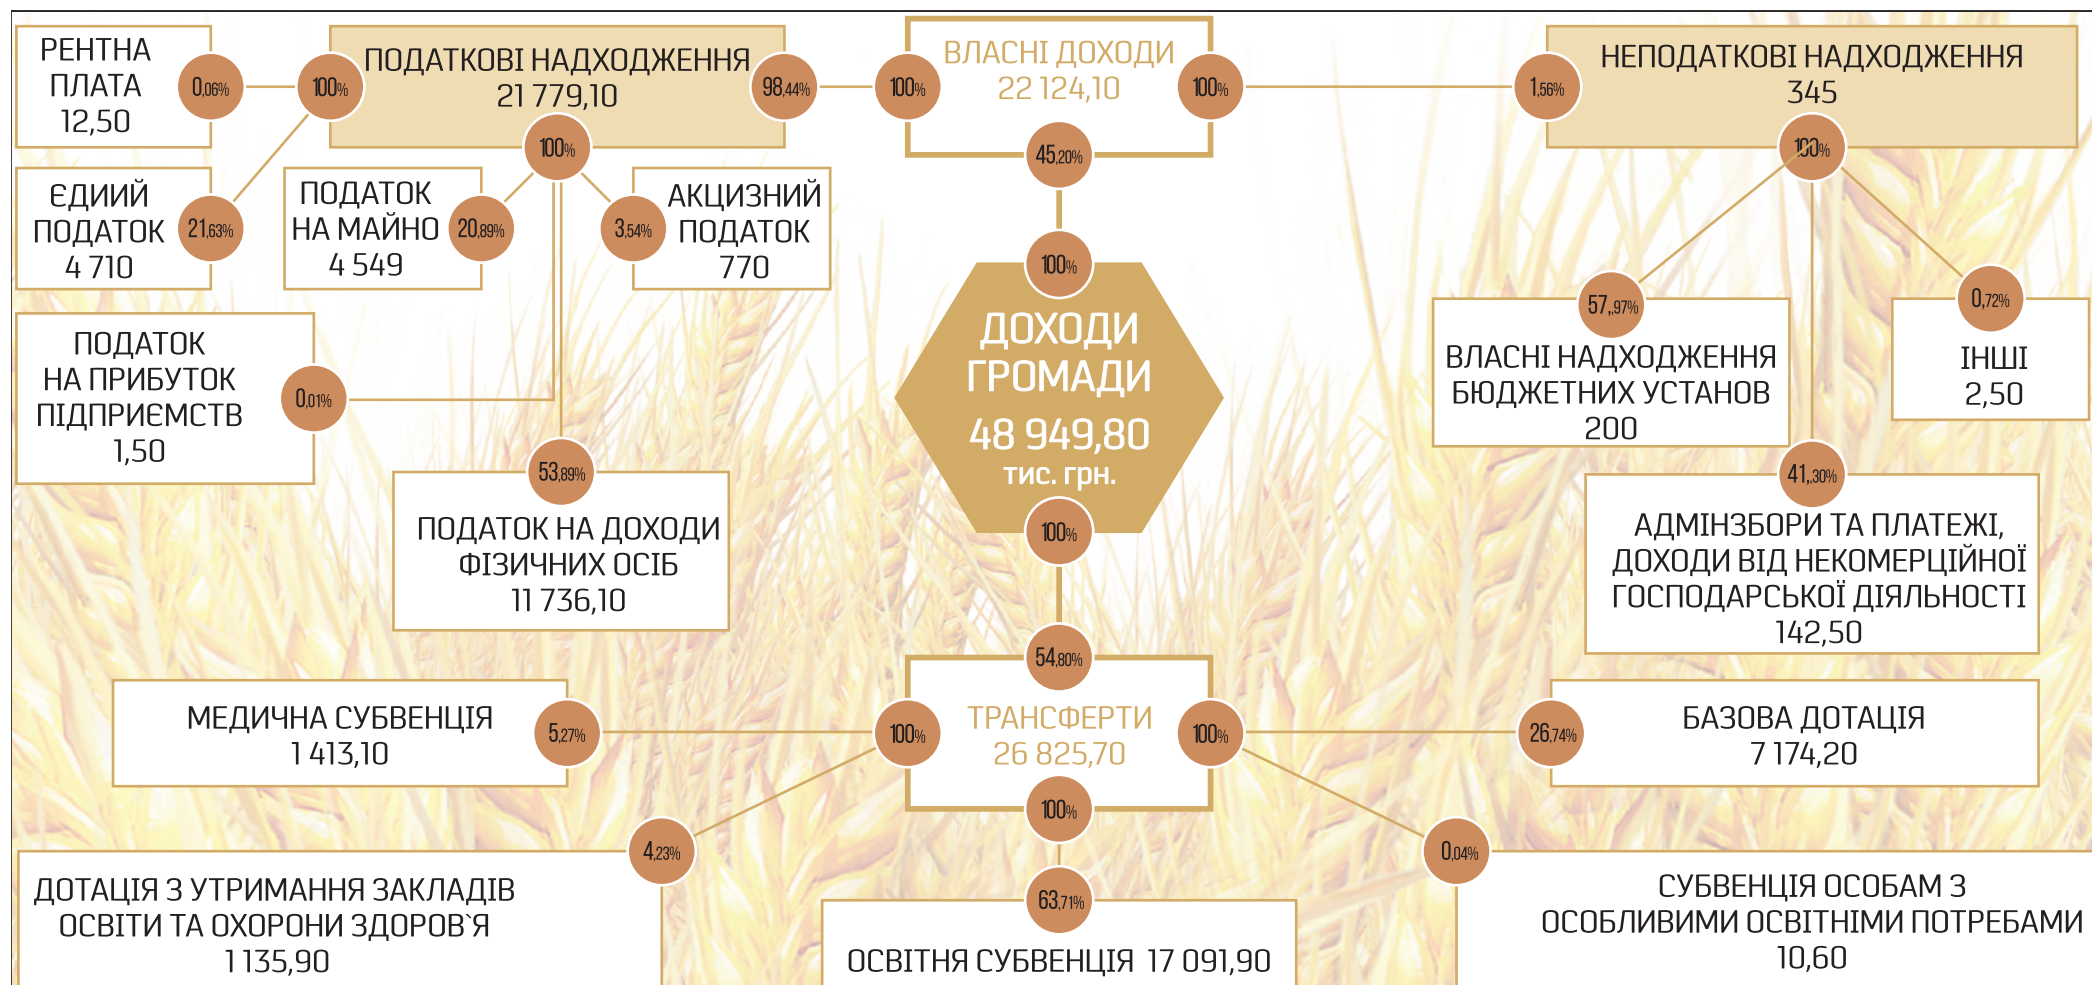 РЕНТНА
ПЛАТА
12,50
0,06%
100%
ПОДАТКОВІ НАДХОДЖЕННЯ
21 779,10
98,44%
100%
100%
ВЛАСНІ ДОХОДИ
22 124,10
100%
45,20%
1,56%
НЕПОДАТКОВІ НАДХОДЖЕННЯ
345
100%
ЄДИИЙ
ПОДАТОК
4 710
21,63%
ПОДАТОК
НА МАЙНО
4 549
20,89%
3,54%
АКЦИЗНИЙ
ПОДАТОК
770
ПОДАТОК
НА ПРИБУТОК
ПІДПРИЄМСТВ
1,50
0,01%
53,89%
ПОДАТОК НА ДОХОДИ
ФІЗИЧНИХ ОСІБ
11 736,10
100%
ДОХОДИ
ГРОМАДИ
48 949,80
тис. грн.
100%
57,,97%
ВЛАСНІ НАДХОДЖЕННЯ
БЮДЖЕТНИХ УСТАНОВ
200
0,72%
ІНШІ
2,50
41,,30%
АДМІНЗБОРИ ТА ПЛАТЕЖІ,
ДОХОДИ ВІД НЕКОМЕРЦІЙНОЇ
ГОСПОДАРСЬКОЇ ДІЯЛЬНОСТІ
142,50
МЕДИЧНА СУБВЕНЦІЯ
1 413,10
5,27%
54,80%
100%
ТРАНСФЕРТИ
26 825,70
100%
100%
26,74%
БАЗОВА ДОТАЦІЯ
7 174,20
4,23%
ДОТАЦІЯ З УТРИМАННЯ ЗАКЛАДІВ
ОСВІТИ ТА ОХОРОНИ ЗДОРОВ`Я
1 135,90
63,71%
ОСВІТНЯ СУБВЕНЦІЯ 17 091,90
0,04%
СУБВЕНЦІЯ ОСОБАМ З
ОСОБЛИВИМИ ОСВІТНІМИ ПОТРЕБАМИ
10,60